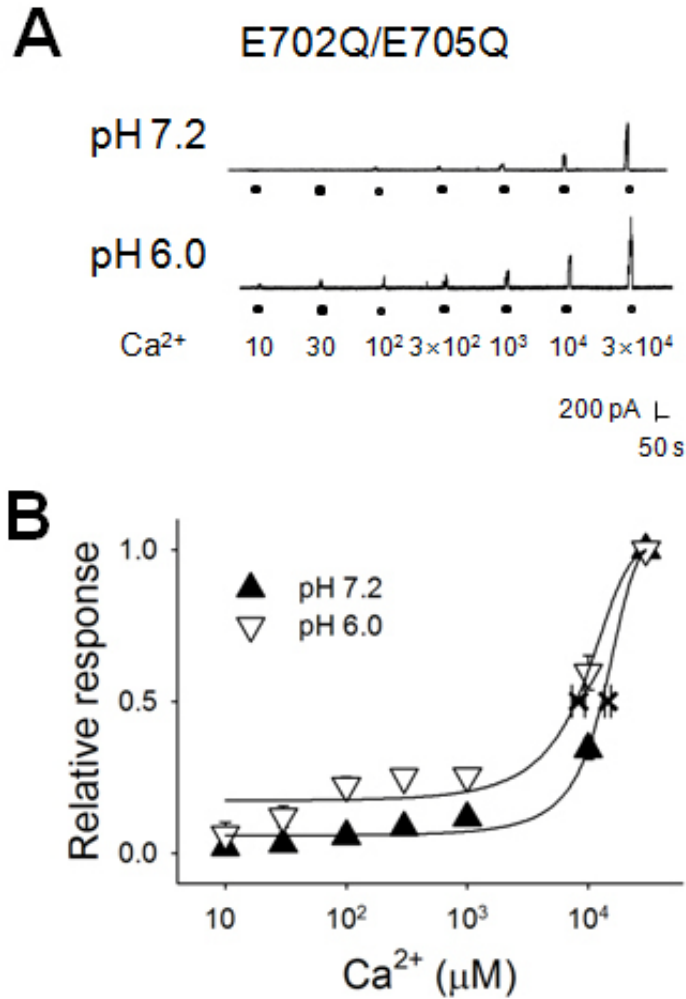 A
E702Q/E705Q
pH 7.2
pH 6.0
Ca²⁺ 10 30 10² 3×10² 10³ 10⁴ 3×10⁴
200 pA
50 s
B
Relative response
1.0
0.5
0.0
pH 7.2
pH 6.0
10 10² 10³ 10⁴
Ca²⁺ (μM)